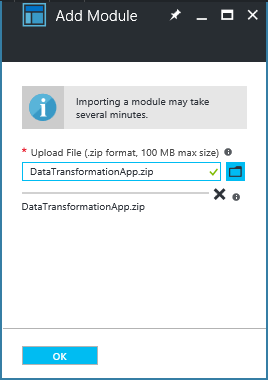 Add Module
Importing a module may take
several minutes.
* Upload File (.zip format, 100 MB max size)
DataTransformationApp.zip
DataTransformationApp.zip
OK